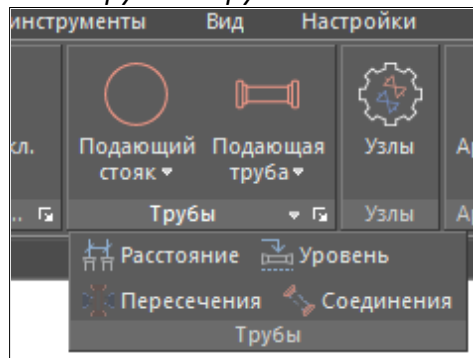 инструменты Вид Настройки
кл. Подающий стояк Подающая труба Узлы
.. Трубы Узлы
Расстояние Уровень
Пересечения Соединения
Трубы